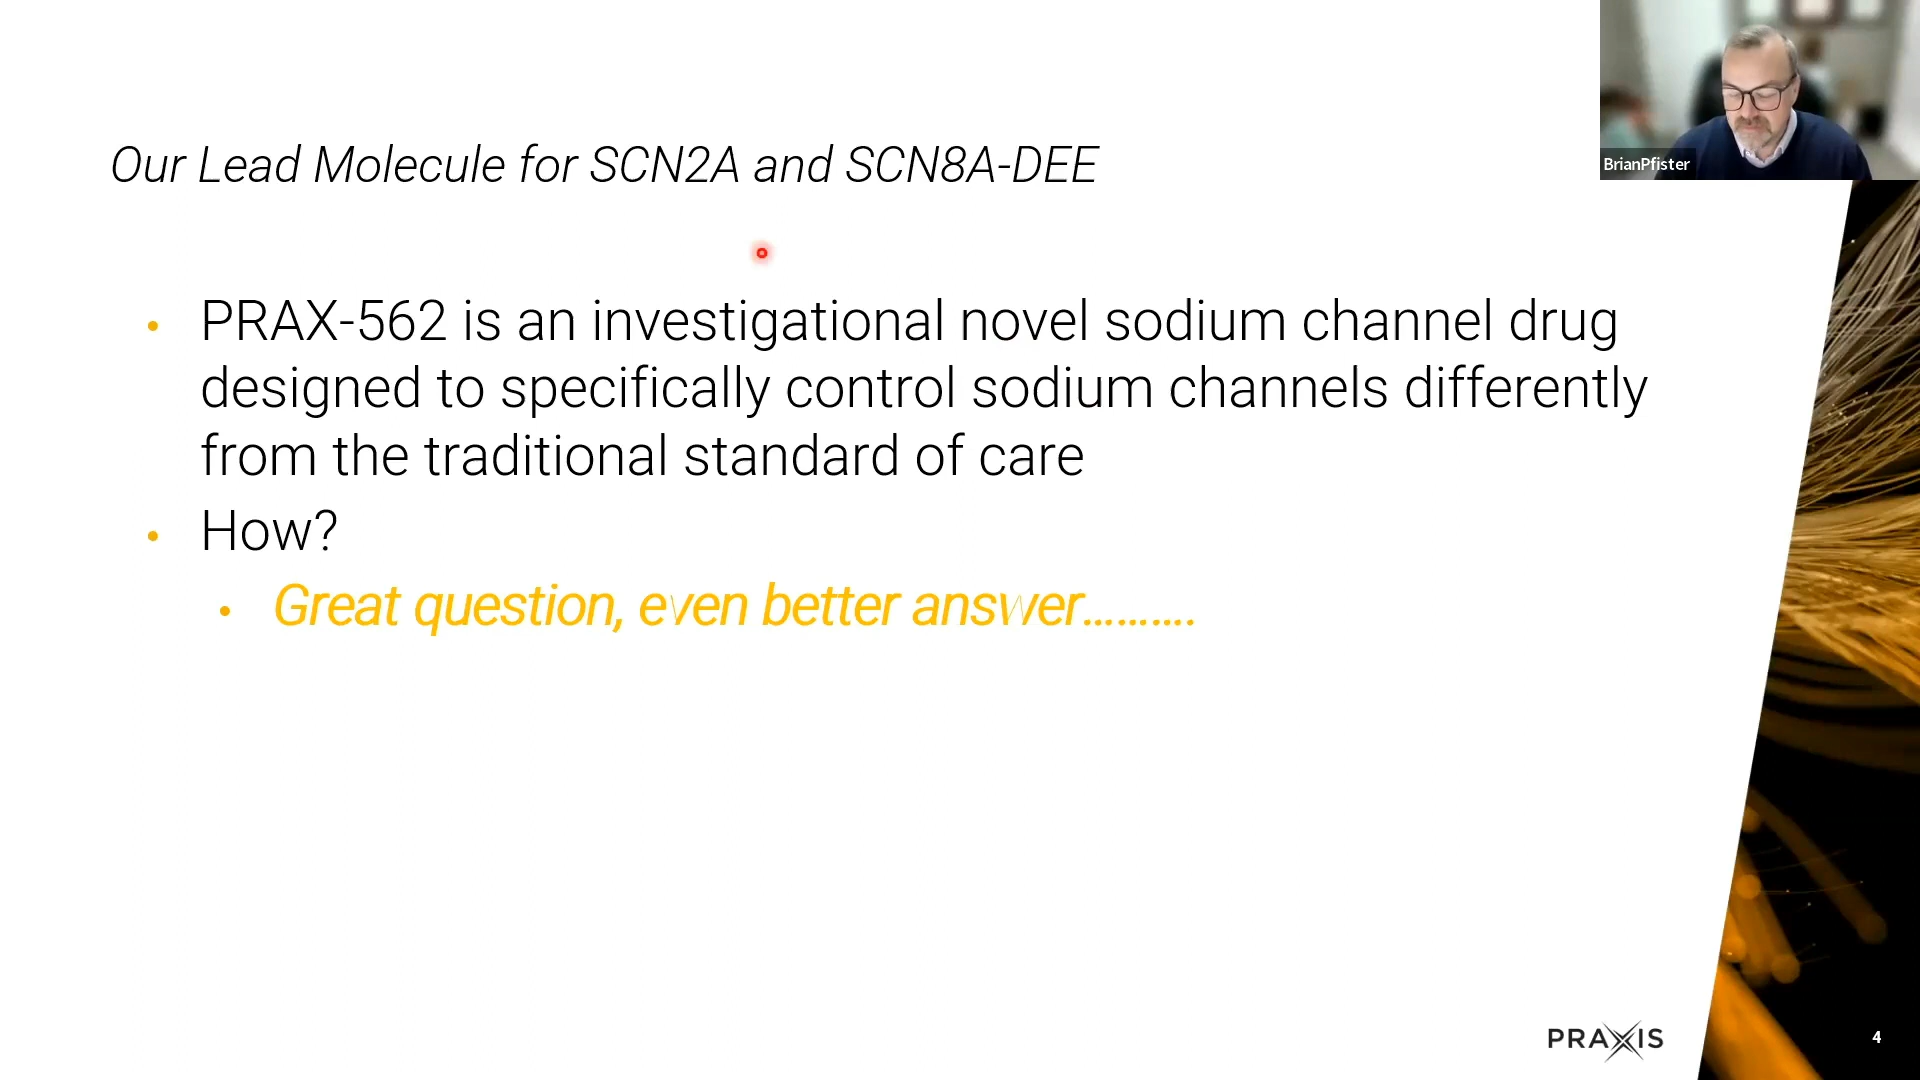 BrianPfister
Our Lead Molecule for SCN2A and SCN8A-DEE
• PRAX-562 is an investigational novel sodium channel drug
designed to specifically control sodium channels differently
from the traditional standard of care
• How?
• Great question, even better answer……….
PRAXIS
4